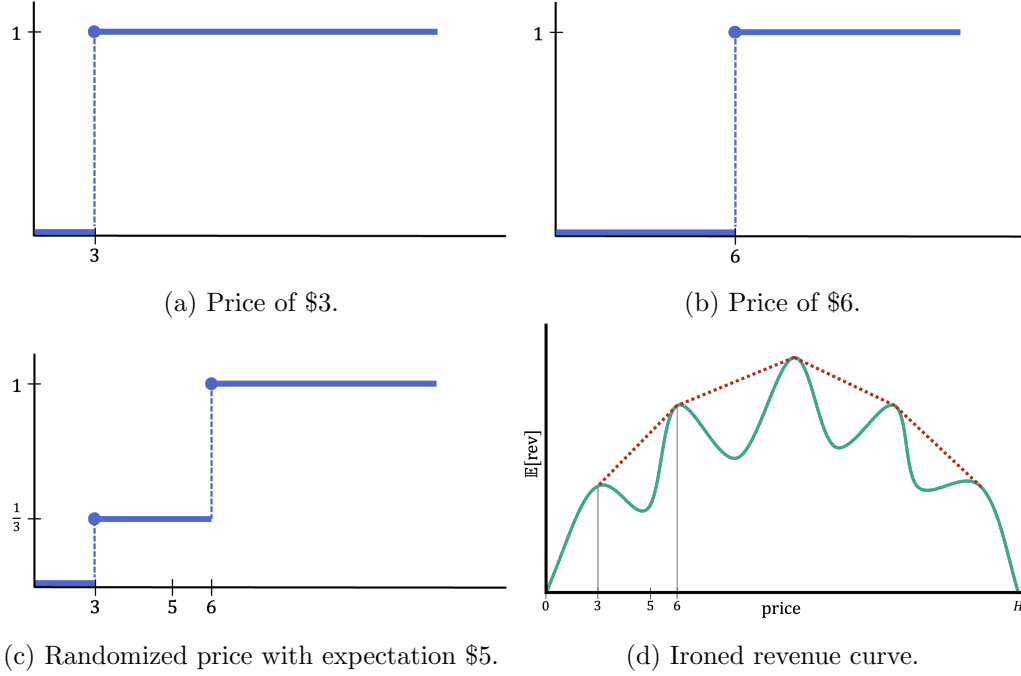 1
3
(a) Price of $3.
1
6
(b) Price of $6.
1
1/3
3 5 6
(c) Randomized price with expectation $5.
𝔼[rev]
0 3 5 6 price H
(d) Ironed revenue curve.